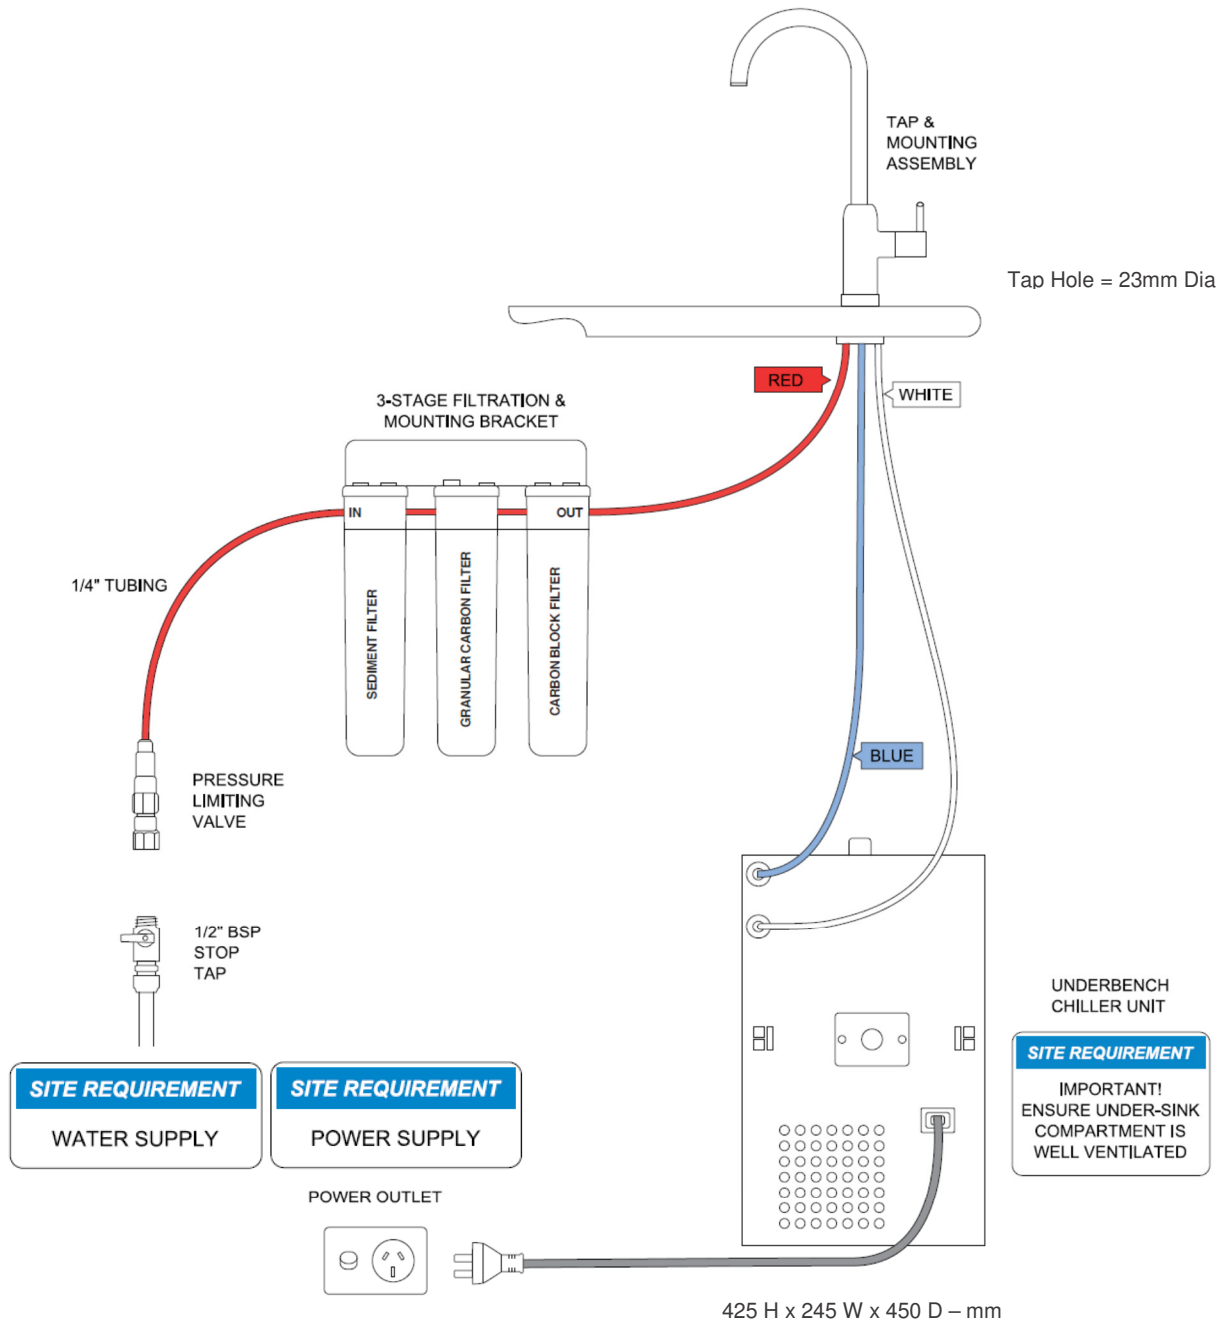 TAP &
MOUNTING
ASSEMBLY
Tap Hole = 23mm Dia
RED
WHITE
3-STAGE FILTRATION &
MOUNTING BRACKET
IN
OUT
SEDIMENT FILTER
GRANULAR CARBON FILTER
CARBON BLOCK FILTER
1/4" TUBING
BLUE
PRESSURE
LIMITING
VALVE
1/2" BSP
STOP
TAP
UNDERBENCH
CHILLER UNIT
SITE REQUIREMENT
IMPORTANT!
ENSURE UNDER-SINK
COMPARTMENT IS
WELL VENTILATED
SITE REQUIREMENT
WATER SUPPLY
SITE REQUIREMENT
POWER SUPPLY
POWER OUTLET
425 H x 245 W x 450 D – mm